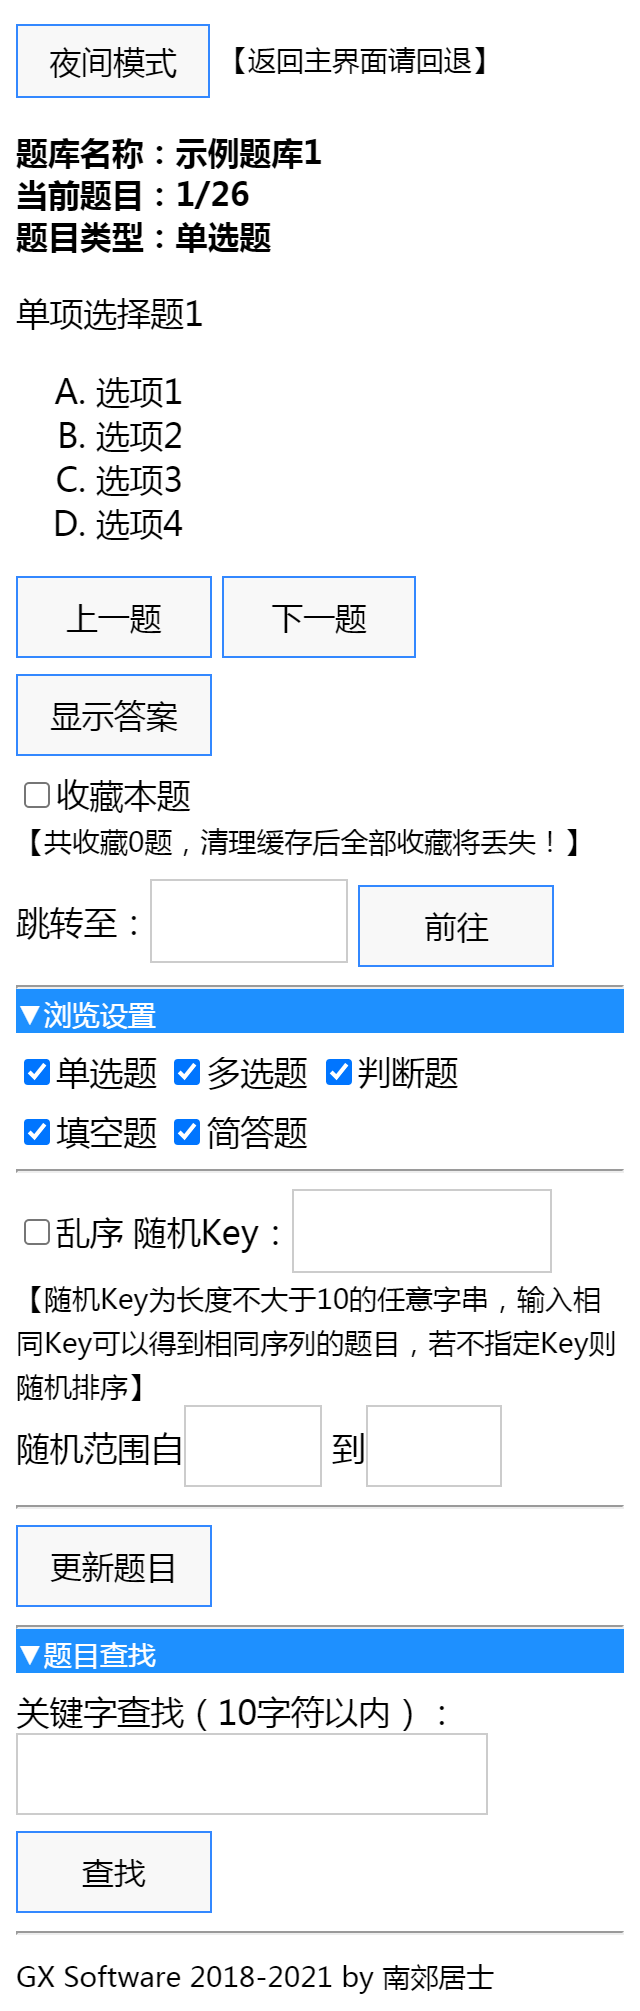 夜间模式 【返回主界面请回退】
题库名称：示例题库1
当前题目：1/26
题目类型：单选题
单项选择题1
A. 选项1
B. 选项2
C. 选项3
D. 选项4
上一题 下一题
显示答案
收藏本题
【共收藏0题，清理缓存后全部收藏将丢失！】
跳转至： 前往
▼浏览设置
单选题 多选题 判断题
填空题 简答题
乱序 随机Key：
【随机Key为长度不大于10的任意字串，输入相
同Key可以得到相同序列的题目，若不指定Key则
随机排序】
随机范围自 到
更新题目
▼题目查找
关键字查找（10字符以内）：
查找
GX Software 2018-2021 by 南郊居士